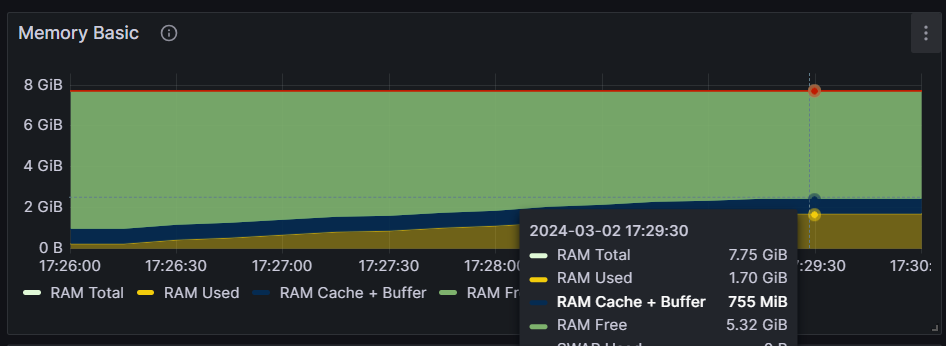 Memory Basic
8 GiB
6 GiB
4 GiB
2 GiB
0 B
17:26:00 17:26:30 17:27:00 17:27:30 17:28:00 :29:30 17:30:
RAM Total RAM Used RAM Cache + Buffer RAM Fr
2024-03-02 17:29:30
RAM Total 7.75 GiB
RAM Used 1.70 GiB
RAM Cache + Buffer 755 MiB
RAM Free 5.32 GiB